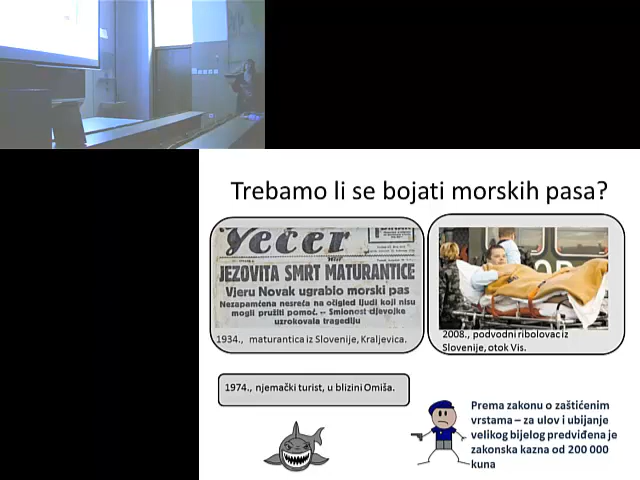 Trebamo li se bojati morskih pasa?
Večer
JEZOVITA SMRT MATURANTICE
Vjeru Novak ugrablo morski pas
Nezapamćena nesreća na očigled ljudi koji nisu
mogli pružiti pomoć. — Smionost djevojke
uzrokovala tragediju
1934., maturantica iz Slovenije, Kraljevica.
2008., podvodni ribolovac iz
Slovenije, otok Vis.
1974., njemački turist, u blizini Omiša.
Prema zakonu o zaštićenim
vrstama – za ulov i ubijanje
velikog bijelog predviđena je
zakonska kazna od 200 000
kuna